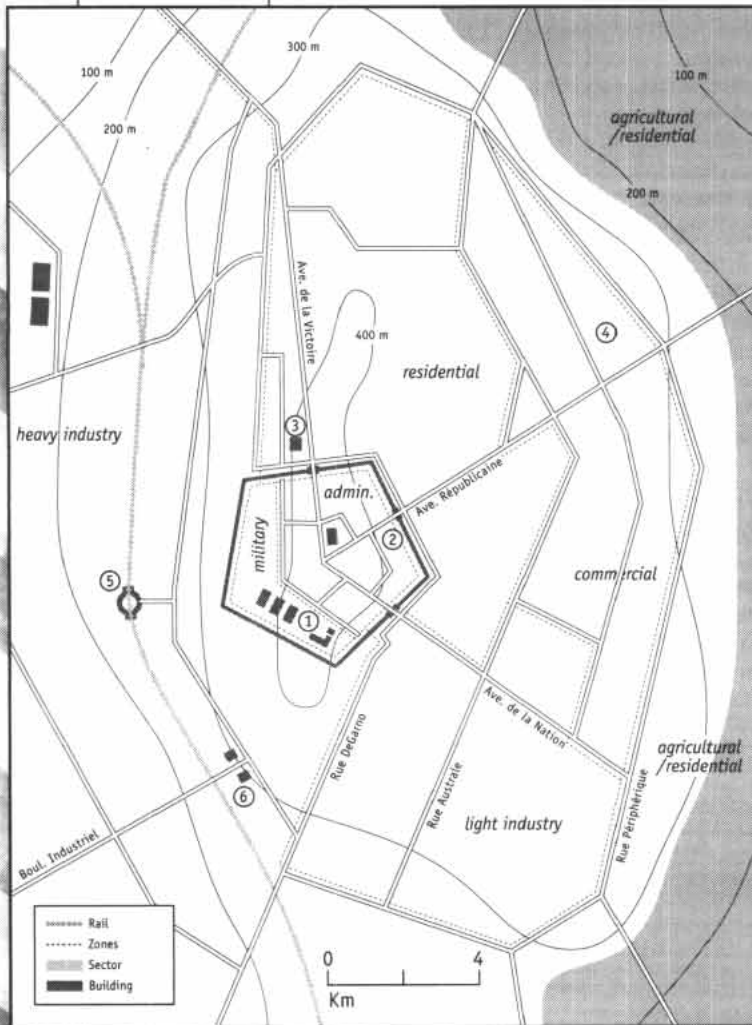 300 m
100 m
100 m
200 m
agricultural
/residential
200 m
Ave. de la Victoire
400 m
④
residential
③
heavy industry
admin.
Ave. Républicaine
military
②
⑤
commercial
①
Ave. de la Nation
Rue DeGarno
agricultural
/residential
⑥
Rue Australe
light industry
Rue Périphérique
Boul. Industriel
Rail
Zones
Sector
Building
0 4
Km